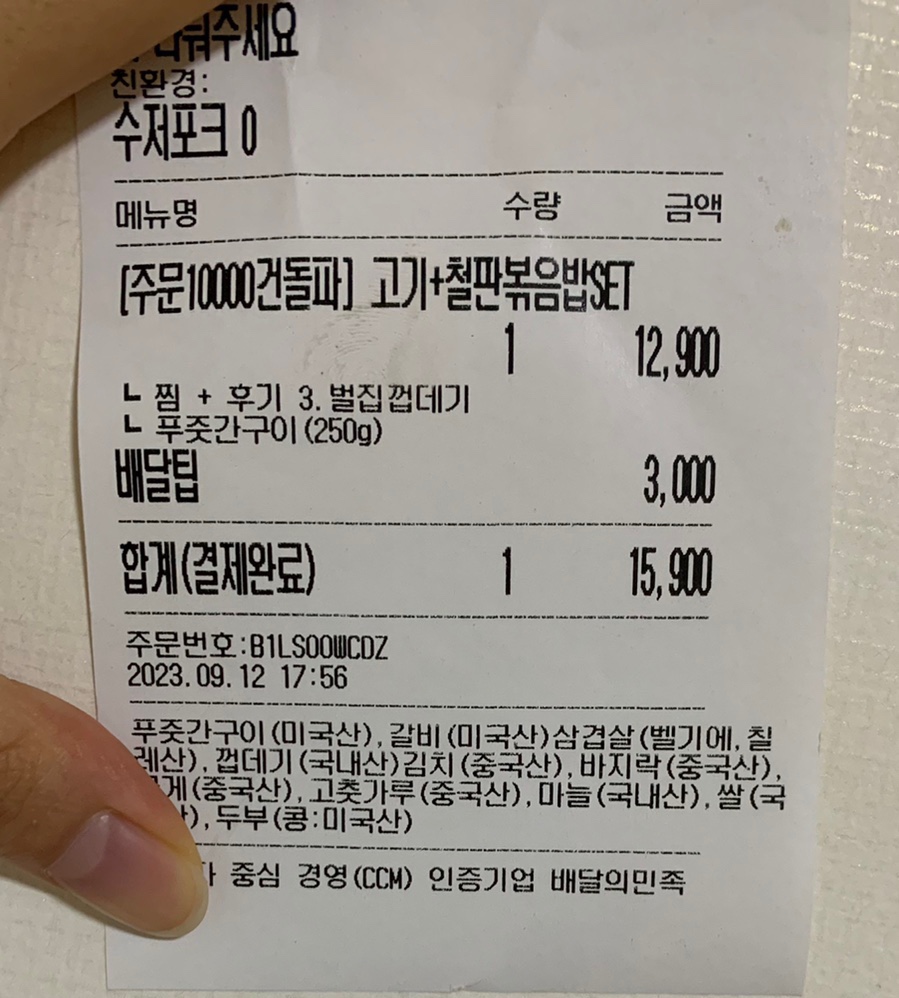 주세요
친환경:
수저포크 0
메뉴명 수량 금액
[주문10000건돌파] 고기+철판볶음밥SET
1 12,900
┗ 찜 + 후기 3.벌집껍데기
┗ 푸줏간구이(250g)
배달팁 3,000
합계(결제완료) 1 15,900
주문번호:B1LS00WCDZ
2023.09.12 17:56
푸줏간구이(미국산),갈비(미국산)삼겹살(벨기에,칠
레산),껍데기(국내산)김치(중국산),바지락(중국산),
게(중국산),고춧가루(중국산),마늘(국내산),쌀(국
),두부(콩:미국산)
중심 경영(CCM) 인증기업 배달의민족